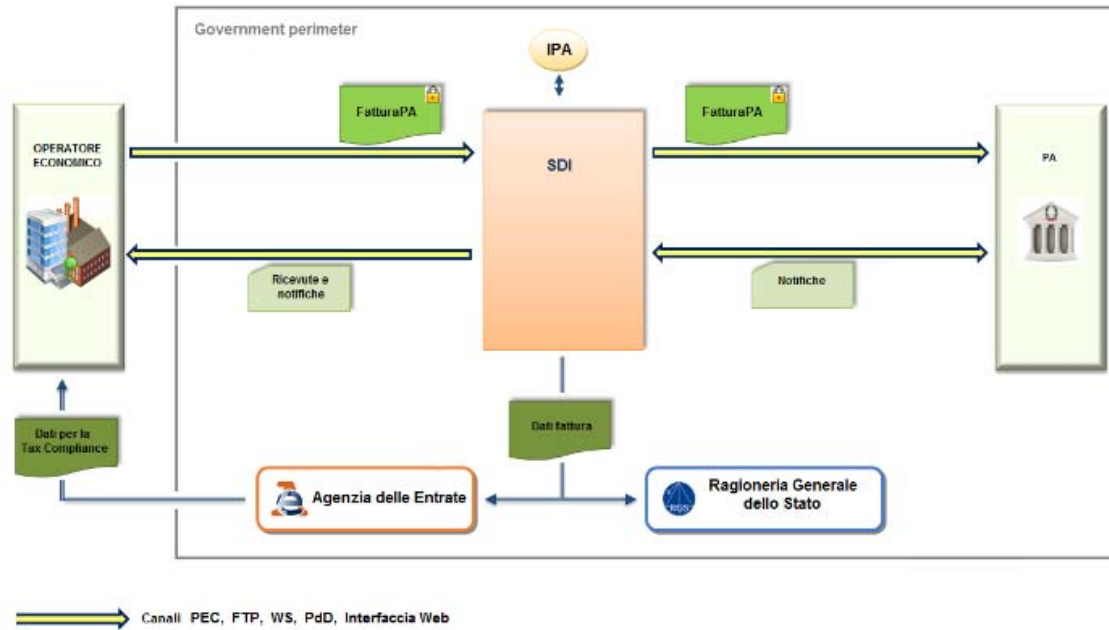 Government perimeter
IPA
FatturaPA
FatturaPA
OPERATORE
ECONOMICO
SDI
PA
Ricevute e
notifiche
Notifiche
Dati per la
Tax Compliance
Dati fattura
Agenzia delle Entrate
Ragioneria Generale
dello Stato
RGS
Canali PEC, FTP, WS, PdD, Interfaccia Web